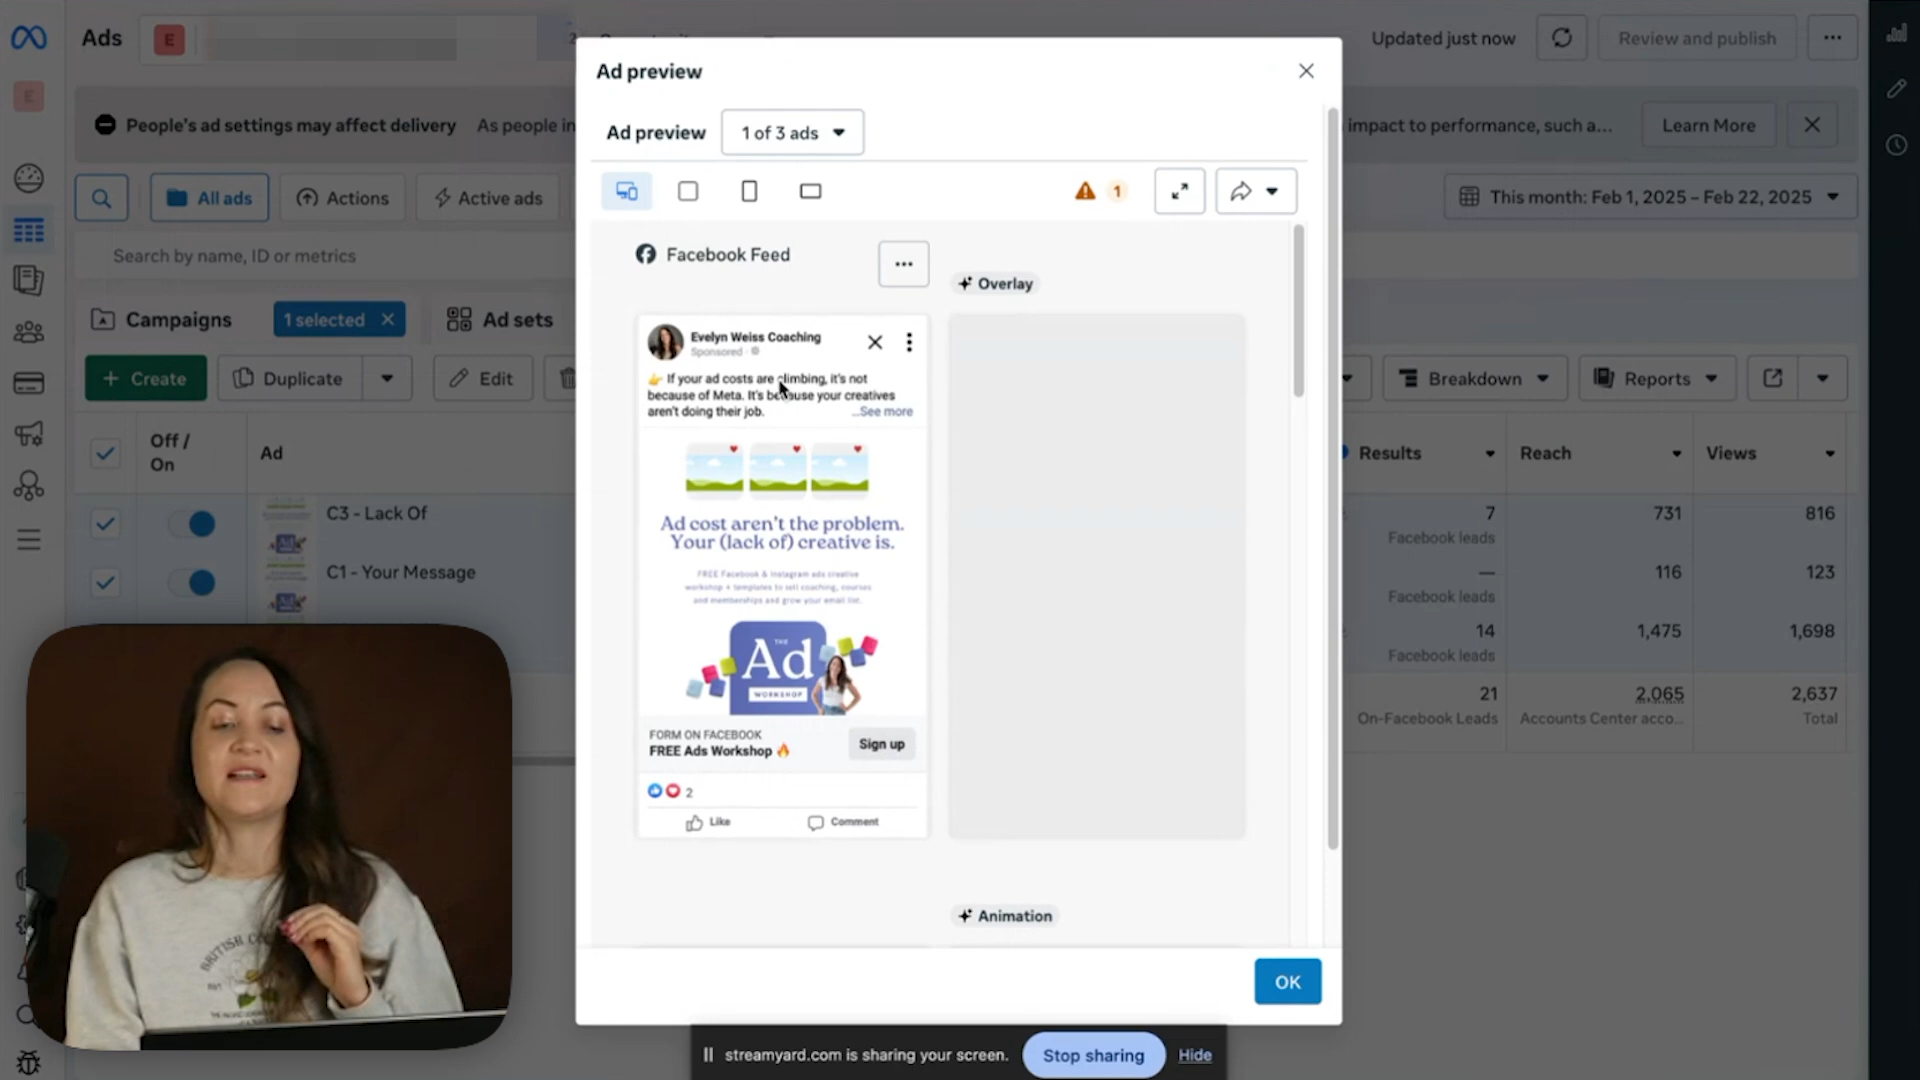 Ads
E
Updated just now
Review and publish
E
People's ad settings may affect delivery
As people in
impact to performance, such a...
Learn More
All ads
Actions
Active ads
This month: Feb 1, 2025 – Feb 22, 2025
Search by name, ID or metrics
Campaigns
1 selected
Ad sets
+ Create
Duplicate
Edit
Breakdown
Reports
Off /
On
Ad
Results
Reach
Views
C3 - Lack Of
7
731
816
Facebook leads
C1 - Your Message
—
116
123
Facebook leads
14
1,475
1,698
Facebook leads
21
2,065
2,637
On-Facebook Leads
Accounts Center acco...
Total
Ad preview
Ad preview
1 of 3 ads
1
Facebook Feed
Overlay
Evelyn Weiss Coaching
Sponsored ·
👉 If your ad costs are climbing, it's not
because of Meta. It's because your creatives
aren't doing their job.
...See more
Ad cost aren't the problem.
Your (lack of) creative is.
FREE Facebook & Instagram ads creative
workshop + templates to sell coaching, courses
and memberships and grow your email list.
THE
Ad
WORKSHOP
FORM ON FACEBOOK
FREE Ads Workshop 🔥
Sign up
2
Like
Comment
Animation
OK
BRITISH CO
streamyard.com is sharing your screen.
Stop sharing
Hide